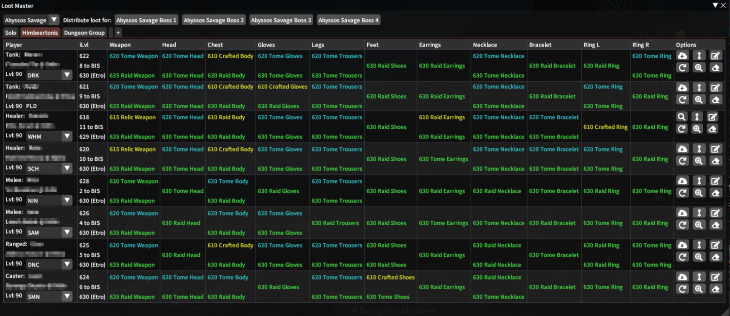 Loot Master
Abyssos Savage Distribute loot for: Abyssos Savage Boss 1 Abyssos Savage Boss 2 Abyssos Savage Boss 3 Abyssos Savage Boss 4
Solo Himbeertonis Dungeon Group +
Player iLvl Weapon Head Chest Gloves Legs Feet Earrings Necklace Bracelet Ring L Ring R Options
Tank: 622 620 Tome Weapon 620 Tome Head 610 Crafted Body 620 Tome Gloves 620 Tome Trousers 620 Tome Necklace 620 Tome Ring
8 to BIS 630 Raid Shoes 630 Raid Earrings 630 Raid Bracelet 630 Raid Ring
Lvl 90 DRK 630 (Etro) 635 Raid Weapon 630 Tome Head 630 Raid Body 630 Tome Gloves 630 Tome Trousers 630 Raid Necklace 630 Tome Ring
Tank: 621 620 Tome Weapon 620 Tome Head 610 Crafted Body 610 Crafted Gloves 620 Tome Trousers 620 Tome Necklace 620 Tome Ring
9 to BIS 630 Raid Shoes 630 Raid Earrings 630 Raid Bracelet 630 Raid Ring
Lvl 90 PLD 630 (Etro) 635 Raid Weapon 630 Tome Head 630 Raid Body 630 Raid Gloves 630 Tome Trousers 630 Tome Necklace 630 Tome Ring
Healer: 618 615 Relic Weapon 620 Tome Head 610 Raid Body 620 Tome Gloves 620 Tome Trousers 610 Raid Earrings 620 Tome Necklace 620 Tome Bracelet 620 Tome Ring
11 to BIS 630 Raid Shoes 610 Crafted Ring
Lvl 90 WHM 629 (Etro) 635 Raid Weapon 630 Raid Head 630 Raid Body 630 Tome Gloves 630 Raid Trousers 630 Raid Earrings 630 Tome Necklace 630 Tome Bracelet 630 Raid Ring
Healer: 620 615 Relic Weapon 620 Tome Head 610 Crafted Body 620 Tome Gloves 620 Tome Trousers 620 Tome Necklace 620 Tome Bracelet 620 Tome Ring
10 to BIS 630 Raid Shoes 630 Tome Earrings 630 Raid Ring
Lvl 90 SCH 630 (Etro) 635 Raid Weapon 630 Tome Head 630 Tome Body 630 Raid Gloves 630 Raid Trousers 630 Raid Necklace 630 Tome Bracelet 630 Tome Ring
Melee: 628 630 Tome Weapon 620 Tome Body 620 Tome Trousers
2 to BIS 630 Tome Head 630 Raid Gloves 630 Raid Shoes 630 Tome Earrings 630 Raid Necklace 630 Tome Bracelet 630 Raid Ring 630 Tome Ring
Lvl 90 NIN 630 (Etro) 635 Raid Weapon 630 Raid Body 630 Tome Trousers
Melee: 626 620 Tome Weapon 620 Tome Body 620 Tome Gloves 620 Tome Necklace
4 to BIS 630 Raid Head 630 Raid Trousers 630 Raid Shoes 630 Tome Earrings 630 Raid Bracelet 630 Raid Ring 630 Tome Ring
Lvl 90 SAM 630 (Etro) 635 Raid Weapon 630 Tome Body 630 Tome Gloves 630 Tome Necklace
Ranged: 625 620 Tome Weapon 610 Crafted Body 620 Tome Gloves 620 Tome Trousers 620 Tome Necklace 630 Raid Ring
5 to BIS 630 Raid Head 630 Raid Shoes 630 Raid Earrings 630 Tome Bracelet 630 Tome Ring
Lvl 90 DNC 630 (Etro) 635 Raid Weapon 630 Raid Body 630 Tome Gloves 630 Tome Trousers 630 Tome Necklace 630 Raid Ring
Caster: 624 620 Tome Weapon 620 Tome Head 620 Tome Body 620 Tome Trousers 610 Crafted Shoes 630 Raid Necklace
6 to BIS 630 Raid Gloves 630 Raid Earrings 630 Raid Bracelet 630 Raid Ring 630 Tome Ring
Lvl 90 SMN 630 (Etro) 635 Raid Weapon 630 Tome Head 630 Raid Body 630 Raid Trousers 630 Tome Shoes 630 Tome Necklace